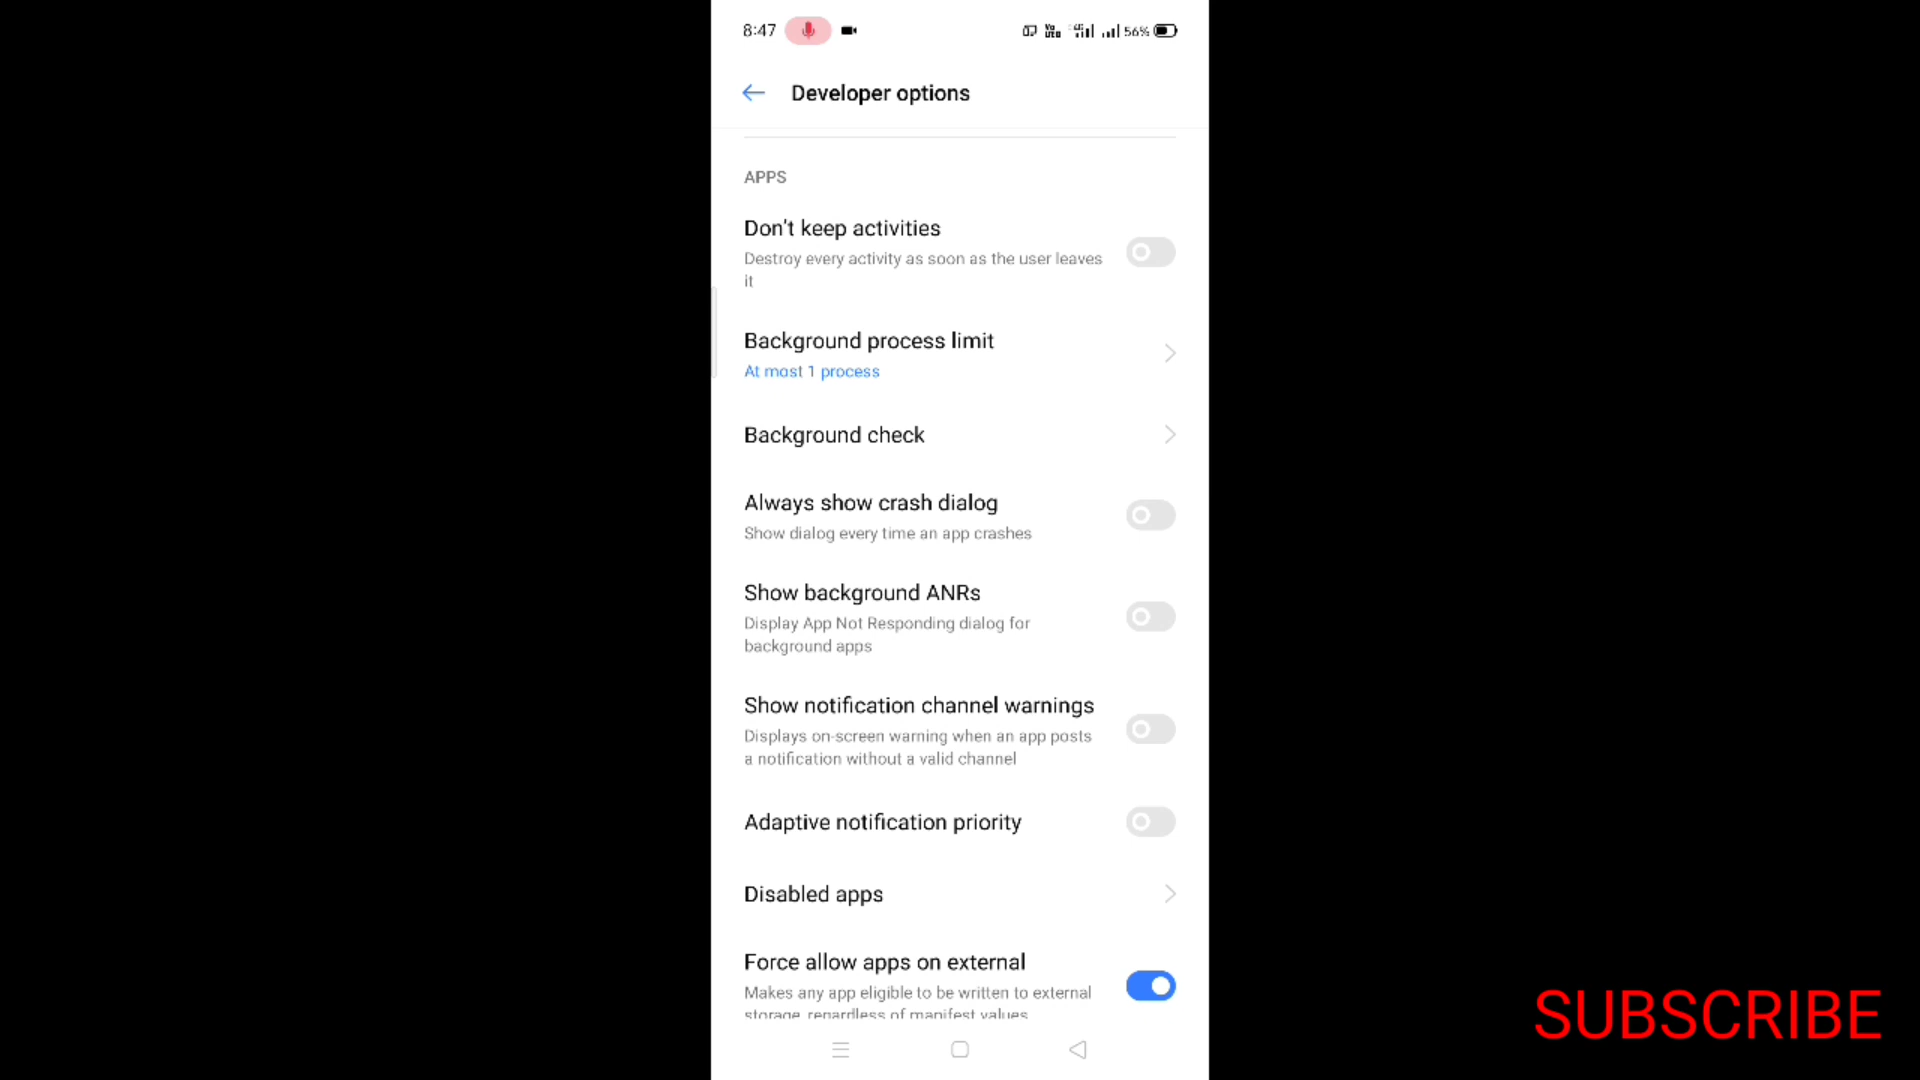 8:47
56%
Developer options
APPS
Don't keep activities
Destroy every activity as soon as the user leaves
it
Background process limit
At most 1 process
Background check
Always show crash dialog
Show dialog every time an app crashes
Show background ANRs
Display App Not Responding dialog for
background apps
Show notification channel warnings
Displays on-screen warning when an app posts
a notification without a valid channel
Adaptive notification priority
Disabled apps
Force allow apps on external
Makes any app eligible to be written to external
storage, regardless of manifest values
SUBSCRIBE